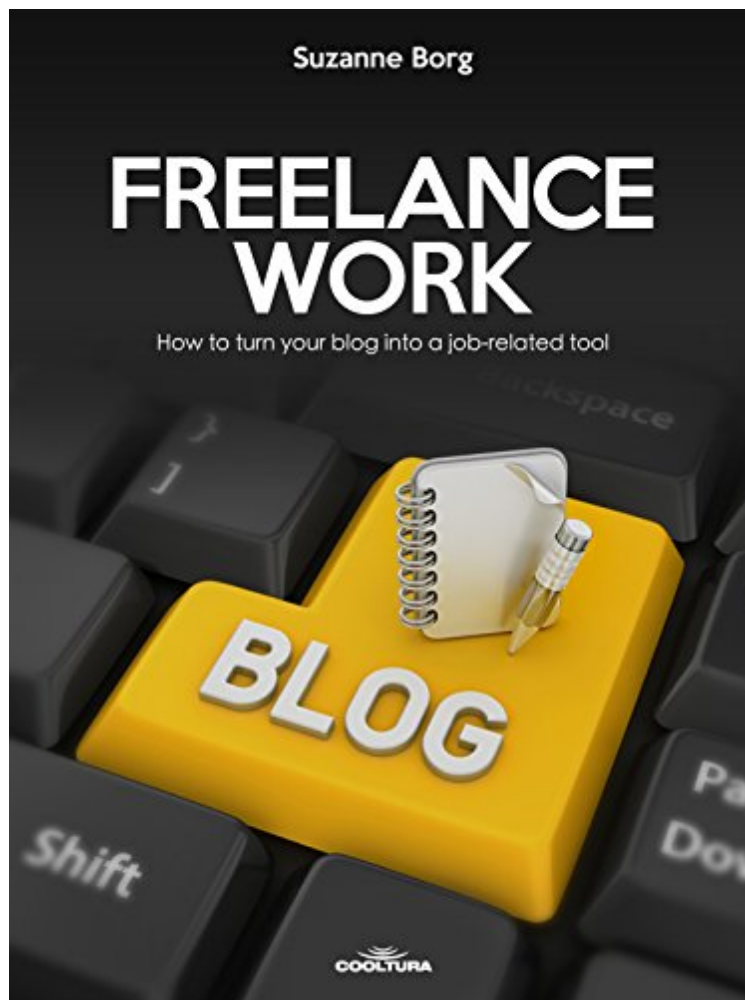 Suzanne Borg
FREELANCE
WORK
How to turn your blog into a job-related tool
Backspace
}
]
BLOG
Pa
Shift
Dow
COOLTURA